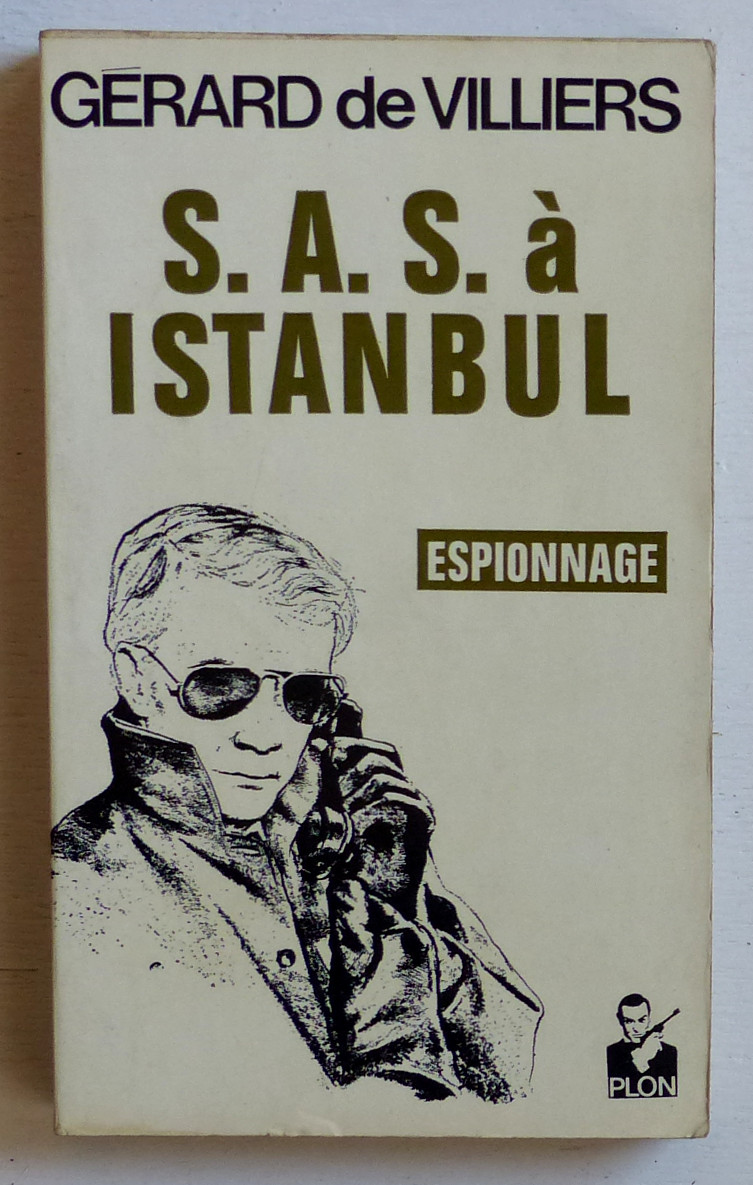 GÉRARD de VILLIERS
S. A. S. à
ISTANBUL
ESPIONNAGE
PLON